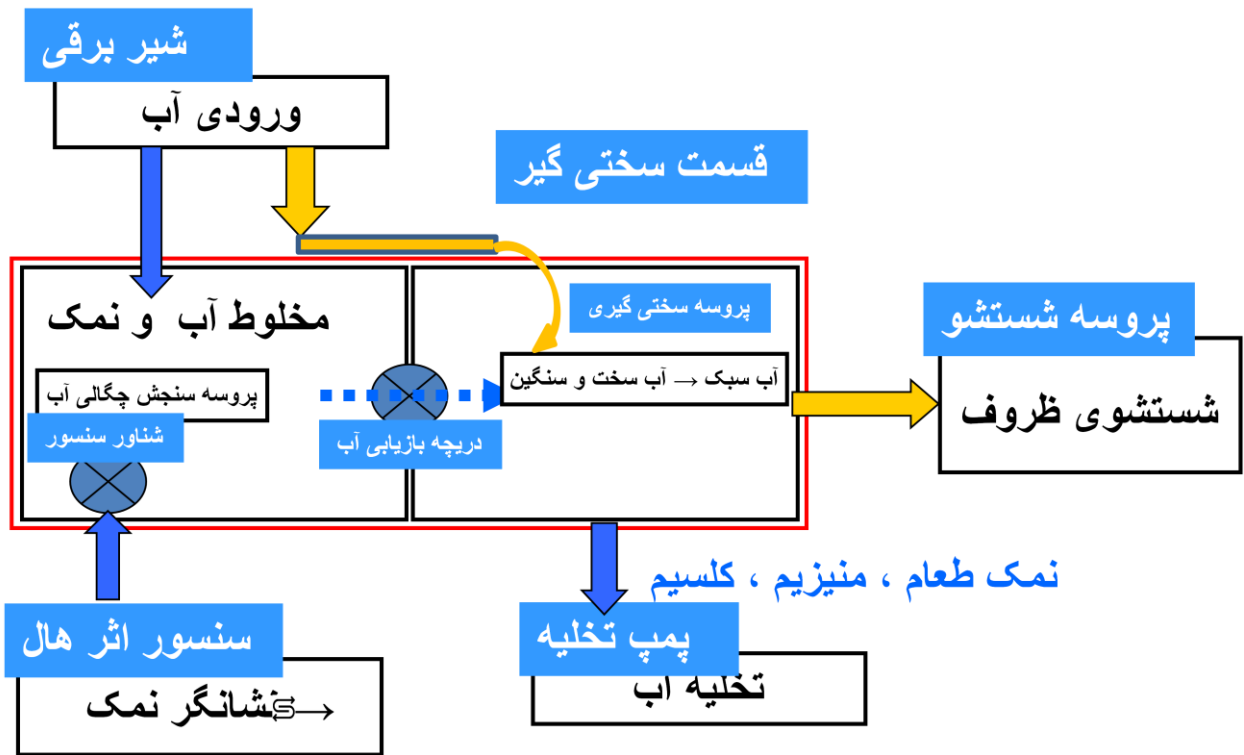 شیر برقی
ورودی آب
قسمت سختی گیر
مخلوط آب و نمک
پروسه سختی گیری
پروسه شستشو
شستشوی ظروف
پروسه سنجش چگالی آب
آب سبک → آب سخت و سنگین
شناور سنسور
دریچه بازیابی آب
نمک طعام ، منیزیم ، کلسیم
سنسور اثر هال
نشانگر نمک→
پمپ تخلیه
تخلیه آب